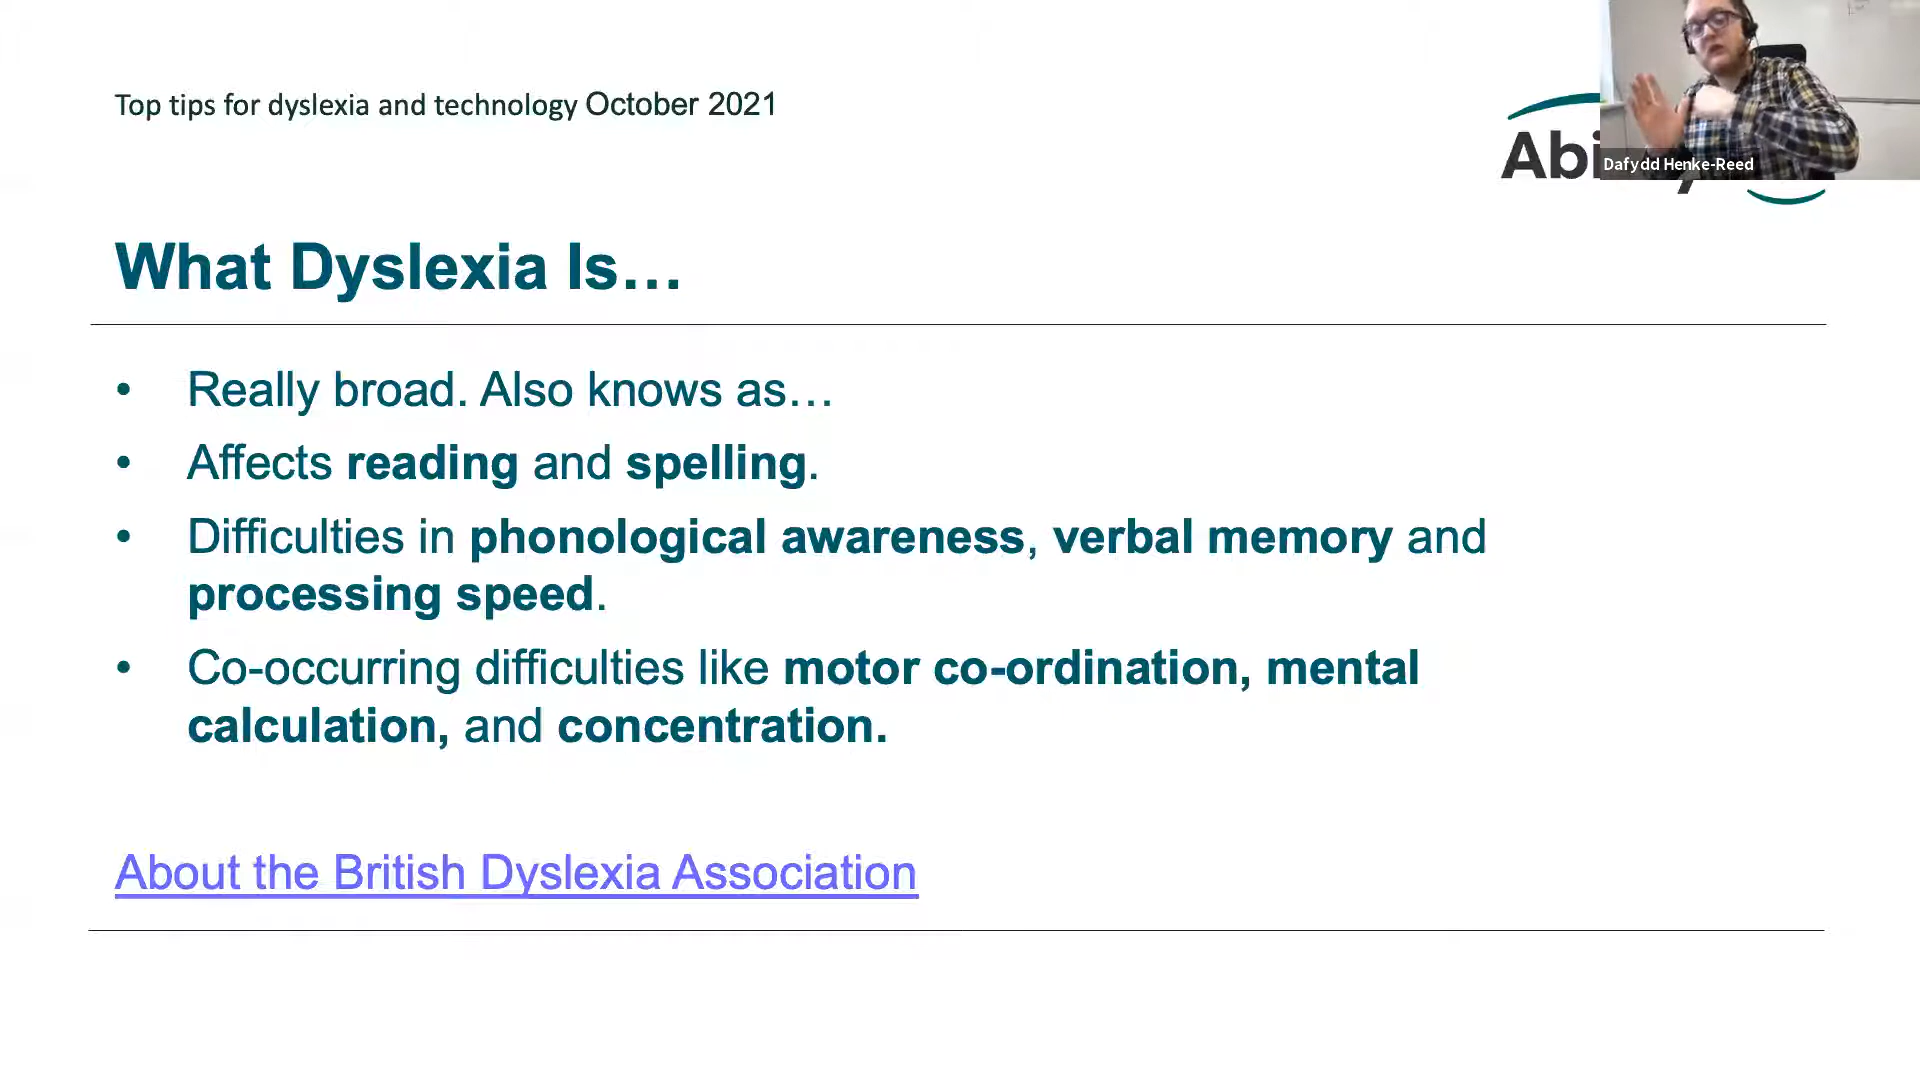 Top tips for dyslexia and technology October 2021
Dafydd Henke-Reed
What Dyslexia Is...
• Really broad. Also knows as...
• Affects reading and spelling.
• Difficulties in phonological awareness, verbal memory and
processing speed.
• Co-occurring difficulties like motor co-ordination, mental
calculation, and concentration.
About the British Dyslexia Association